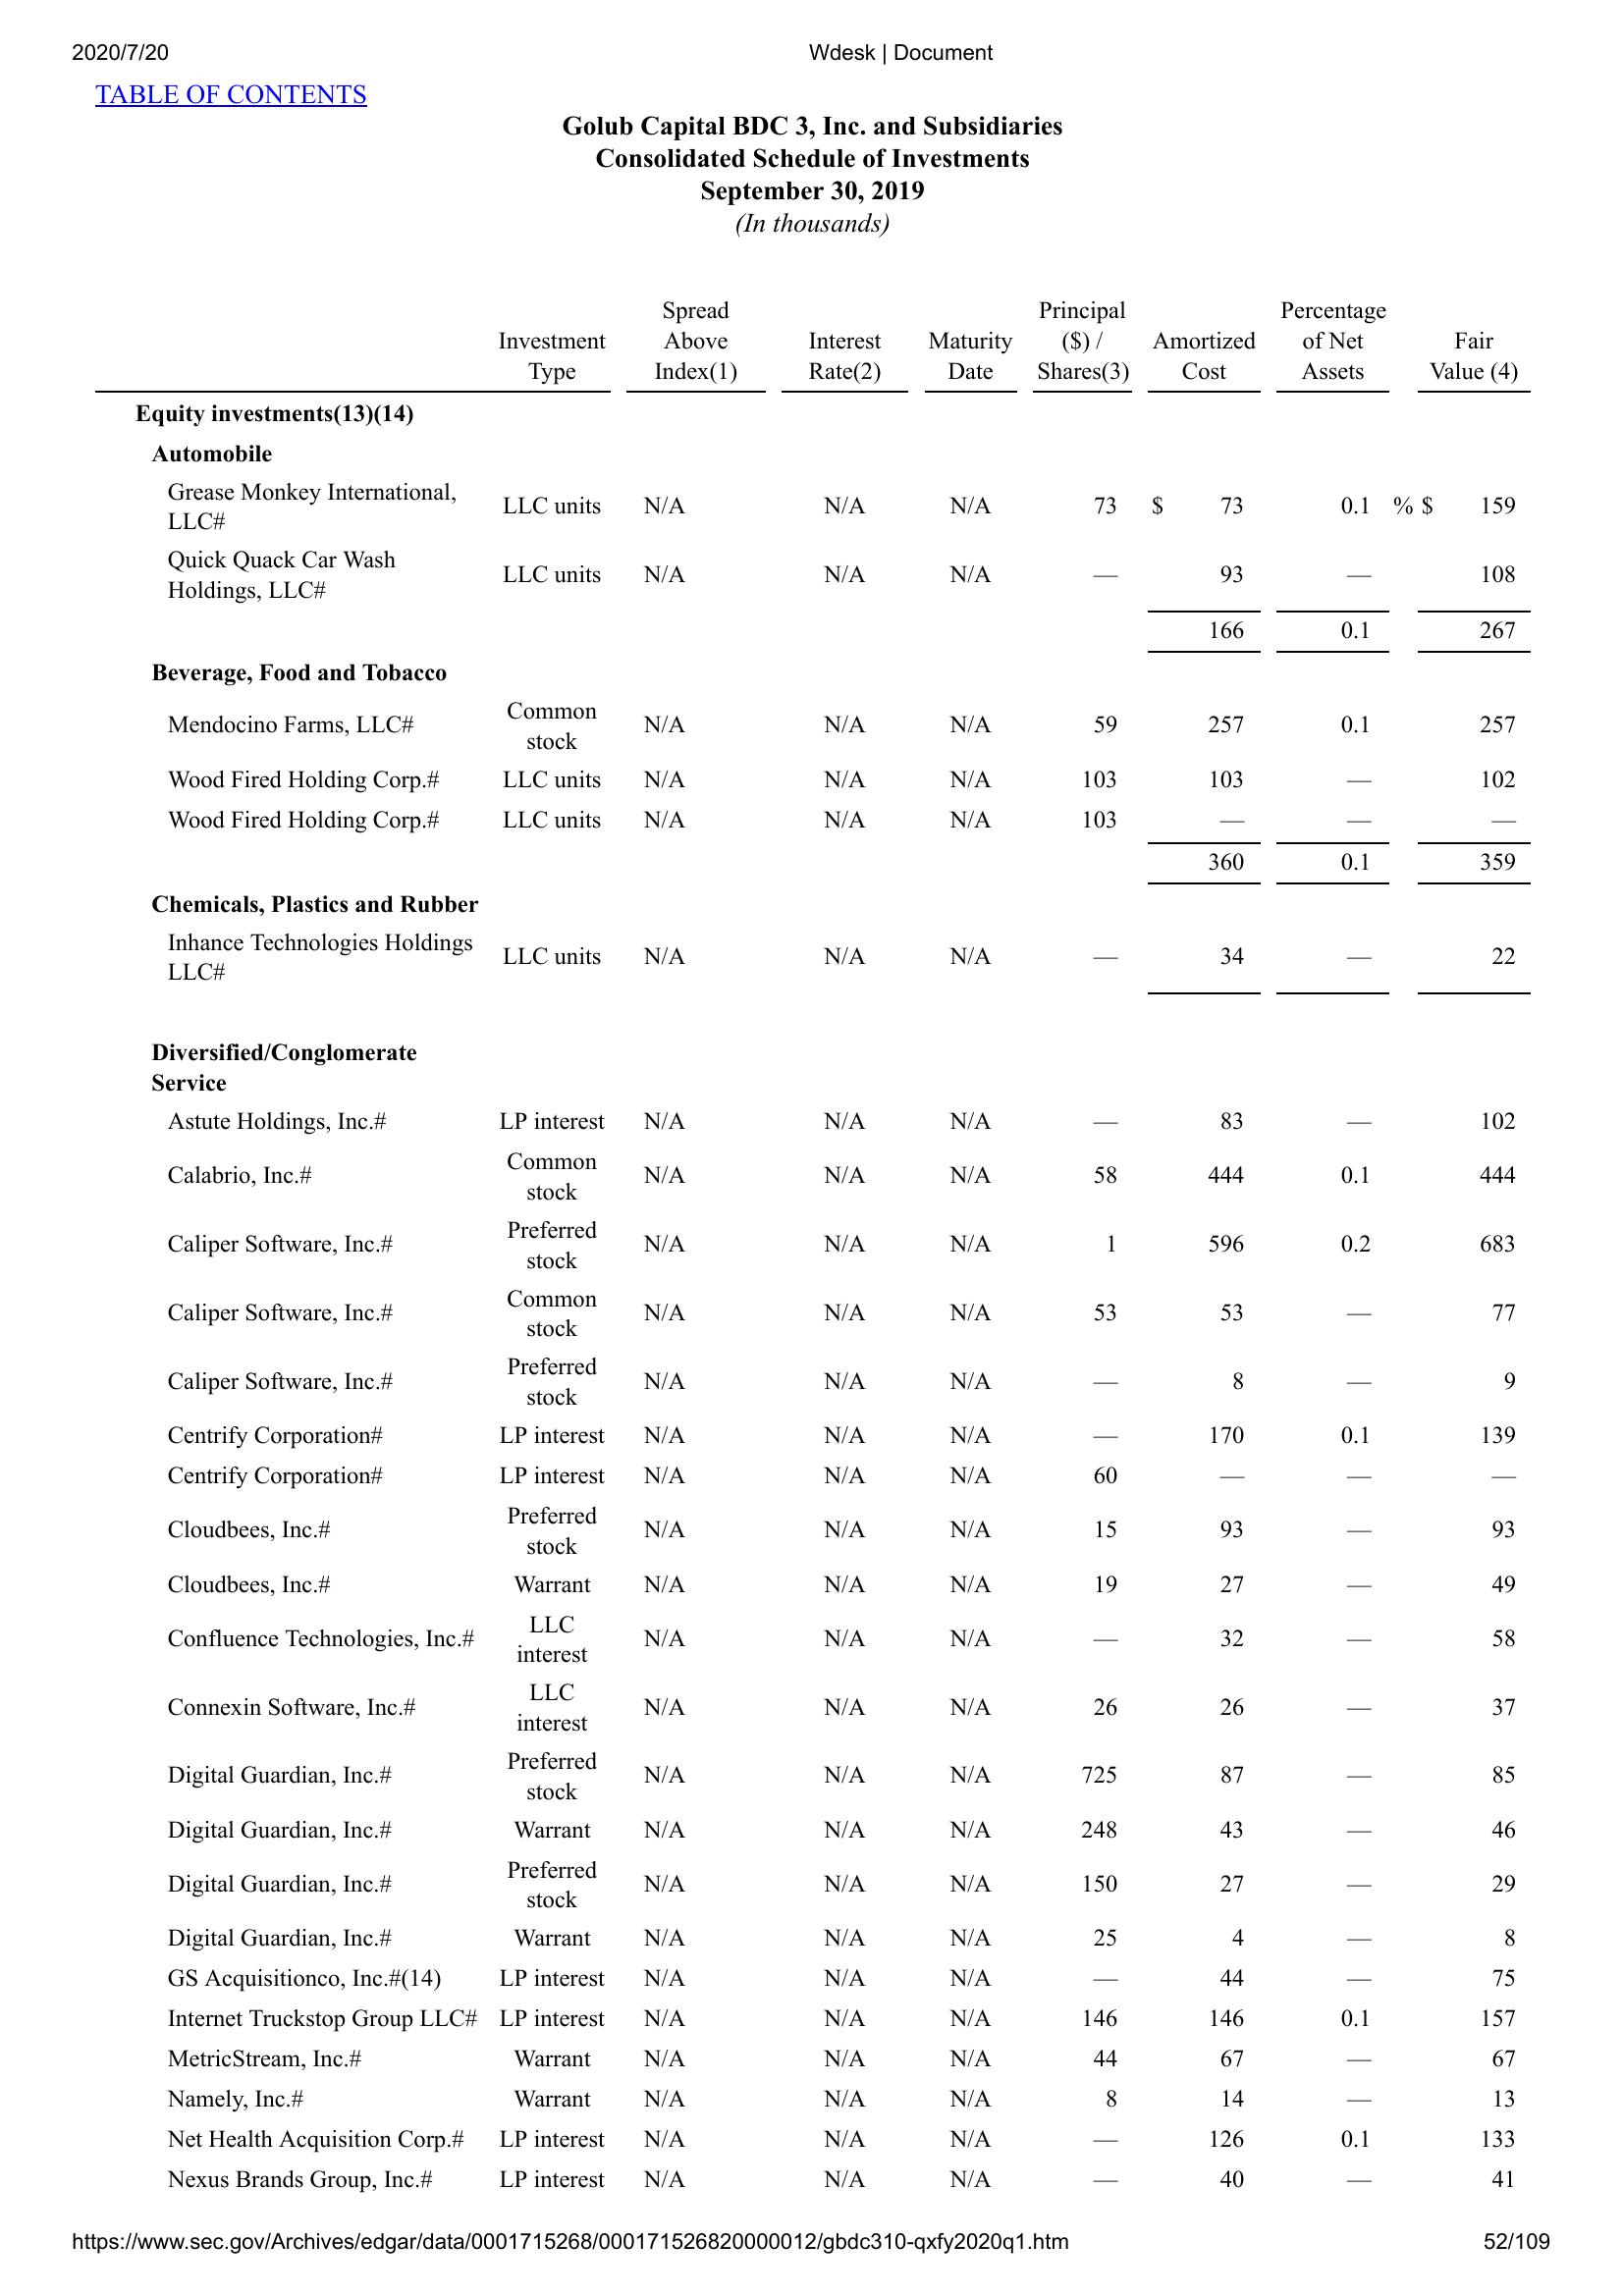 2020/7/20 Wdesk | Document
TABLE OF CONTENTS
Golub Capital BDC 3, Inc. and Subsidiaries
Consolidated Schedule of Investments
September 30, 2019
(In thousands)
Investment Type Spread Above Index(1) Interest Rate(2) Maturity Date Principal ($) / Shares(3) Amortized Cost Percentage of Net Assets Fair Value (4)
Equity investments(13)(14)
Automobile
Grease Monkey International, LLC# LLC units N/A N/A N/A 73 $ 73 0.1 % $ 159
Quick Quack Car Wash Holdings, LLC# LLC units N/A N/A N/A — 93 — 108
166 0.1 267
Beverage, Food and Tobacco
Mendocino Farms, LLC# Common stock N/A N/A N/A 59 257 0.1 257
Wood Fired Holding Corp.# LLC units N/A N/A N/A 103 103 — 102
Wood Fired Holding Corp.# LLC units N/A N/A N/A 103 — — —
360 0.1 359
Chemicals, Plastics and Rubber
Inhance Technologies Holdings LLC# LLC units N/A N/A N/A — 34 — 22
Diversified/Conglomerate
Service
Astute Holdings, Inc.# LP interest N/A N/A N/A — 83 — 102
Calabrio, Inc.# Common stock N/A N/A N/A 58 444 0.1 444
Caliper Software, Inc.# Preferred stock N/A N/A N/A 1 596 0.2 683
Caliper Software, Inc.# Common stock N/A N/A N/A 53 53 — 77
Caliper Software, Inc.# Preferred stock N/A N/A N/A — 8 — 9
Centrify Corporation# LP interest N/A N/A N/A — 170 0.1 139
Centrify Corporation# LP interest N/A N/A N/A 60 — — —
Cloudbees, Inc.# Preferred stock N/A N/A N/A 15 93 — 93
Cloudbees, Inc.# Warrant N/A N/A N/A 19 27 — 49
Confluence Technologies, Inc.# LLC interest N/A N/A N/A — 32 — 58
Connexin Software, Inc.# LLC interest N/A N/A N/A 26 26 — 37
Digital Guardian, Inc.# Preferred stock N/A N/A N/A 725 87 — 85
Digital Guardian, Inc.# Warrant N/A N/A N/A 248 43 — 46
Digital Guardian, Inc.# Preferred stock N/A N/A N/A 150 27 — 29
Digital Guardian, Inc.# Warrant N/A N/A N/A 25 4 — 8
GS Acquisitionco, Inc.#(14) LP interest N/A N/A N/A — 44 — 75
Internet Truckstop Group LLC# LP interest N/A N/A N/A 146 146 0.1 157
MetricStream, Inc.# Warrant N/A N/A N/A 44 67 — 67
Namely, Inc.# Warrant N/A N/A N/A 8 14 — 13
Net Health Acquisition Corp.# LP interest N/A N/A N/A — 126 0.1 133
Nexus Brands Group, Inc.# LP interest N/A N/A N/A — 40 — 41
https://www.sec.gov/Archives/edgar/data/0001715268/000171526820000012/gbdc310-qxfy2020q1.htm 52/109